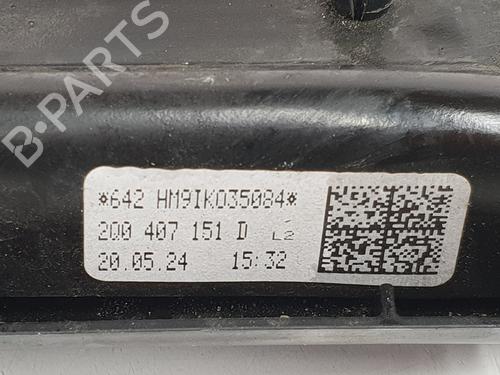 B-PARTS
*642 HM9IK035084*
2Q0 407 151 D L2
20.05.24 15:32